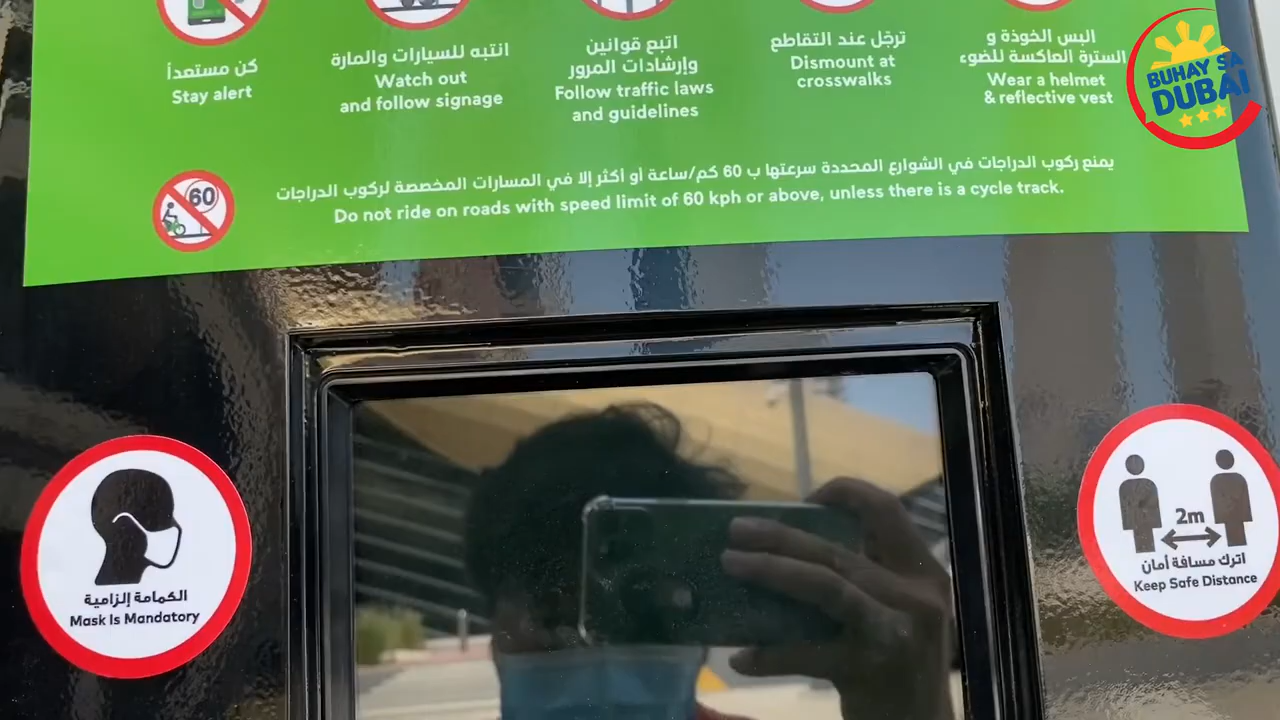 كن مستعداً
Stay alert
انتبه للسيارات والمارة
Watch out
and follow signage
اتبع قوانين
وإرشادات المرور
Follow traffic laws
and guidelines
ترجّل عند التقاطع
Dismount at
crosswalks
البس الخوذة و
السترة العاكسة للضوء
Wear a helmet
& reflective vest
BUHAY SA
DUBAI
60
يمنع ركوب الدراجات في الشوارع المحددة سرعتها ب 60 كم/ساعة أو أكثر إلا في المسارات المخصصة لركوب الدراجات
Do not ride on roads with speed limit of 60 kph or above, unless there is a cycle track.
الكمامة إلزامية
Mask Is Mandatory
2m
اترك مسافة أمان
Keep Safe Distance